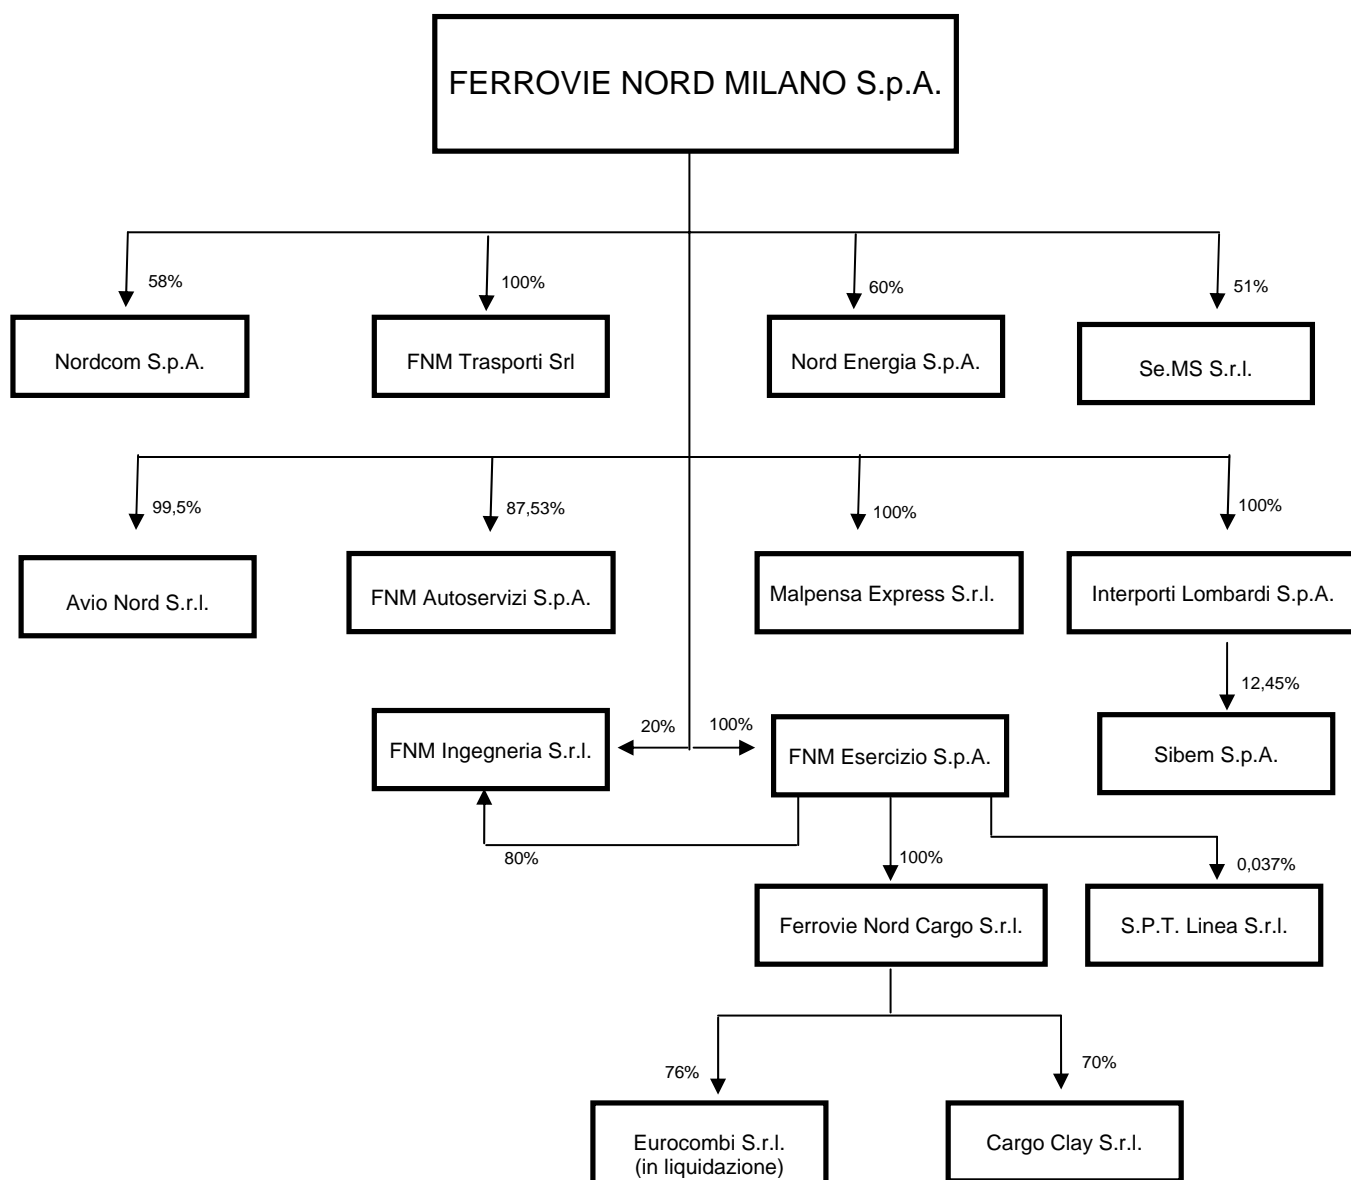 FERROVIE NORD MILANO S.p.A.
58%
100%
60%
51%
Nordcom S.p.A.
FNM Trasporti Srl
Nord Energia S.p.A.
Se.MS S.r.l.
99,5%
87,53%
100%
100%
Avio Nord S.r.l.
FNM Autoservizi S.p.A.
Malpensa Express S.r.l.
Interporti Lombardi S.p.A.
12,45%
20%
100%
FNM Ingegneria S.r.l.
FNM Esercizio S.p.A.
Sibem S.p.A.
80%
100%
0,037%
Ferrovie Nord Cargo S.r.l.
S.P.T. Linea S.r.l.
76%
70%
Eurocombi S.r.l.
(in liquidazione)
Cargo Clay S.r.l.